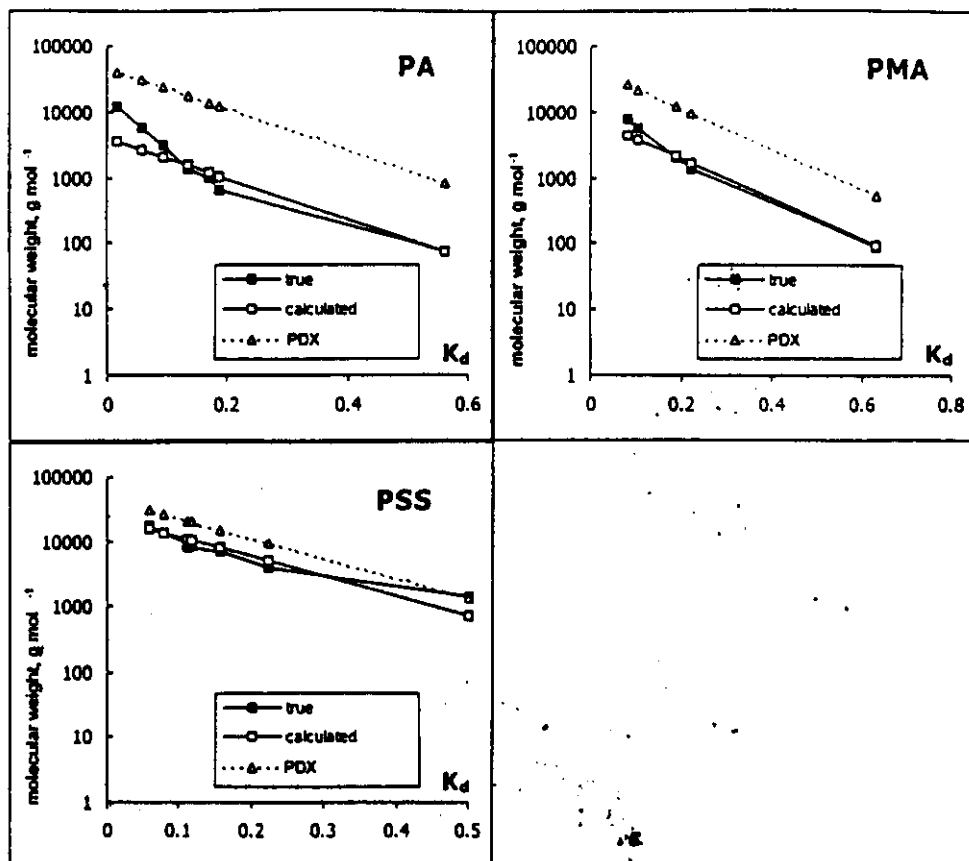 PA
molecular weight, g mol -1
100000
10000
1000
100
10
1
true
calculated
PDX
Kd
0
0.2
0.4
0.6
PMA
molecular weight, g mol -1
100000
10000
1000
100
10
1
true
calculated
PDX
Kd
0
0.2
0.4
0.6
0.8
PSS
molecular weight, g mol -1
100000
10000
1000
100
10
1
true
calculated
PDX
Kd
0
0.1
0.2
0.3
0.4
0.5